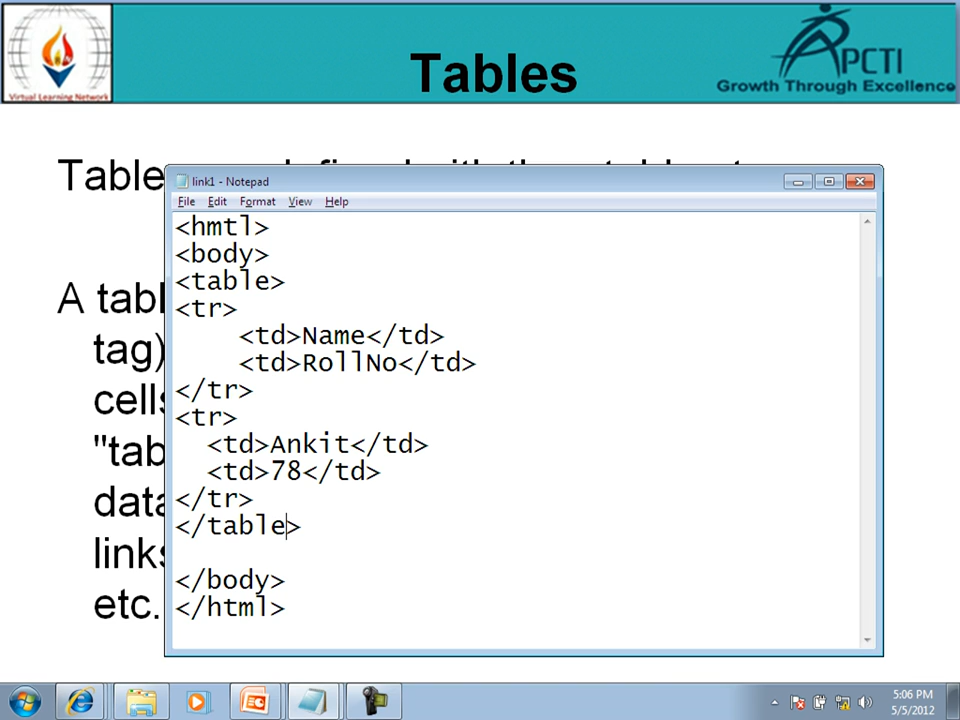 Virtual Learning Network
Tables
APCTI
Growth Through Excellence
Table
link1 - Notepad
File Edit Format View Help
<hmtl>
<body>
<table>
<tr>
<td>Name</td>
<td>RollNo</td>
</tr>
<tr>
<td>Ankit</td>
<td>78</td>
</tr>
</table>
</body>
</html>
A tabl
tag)
cells
"tab
data
links
etc.
5:06 PM
5/5/2012